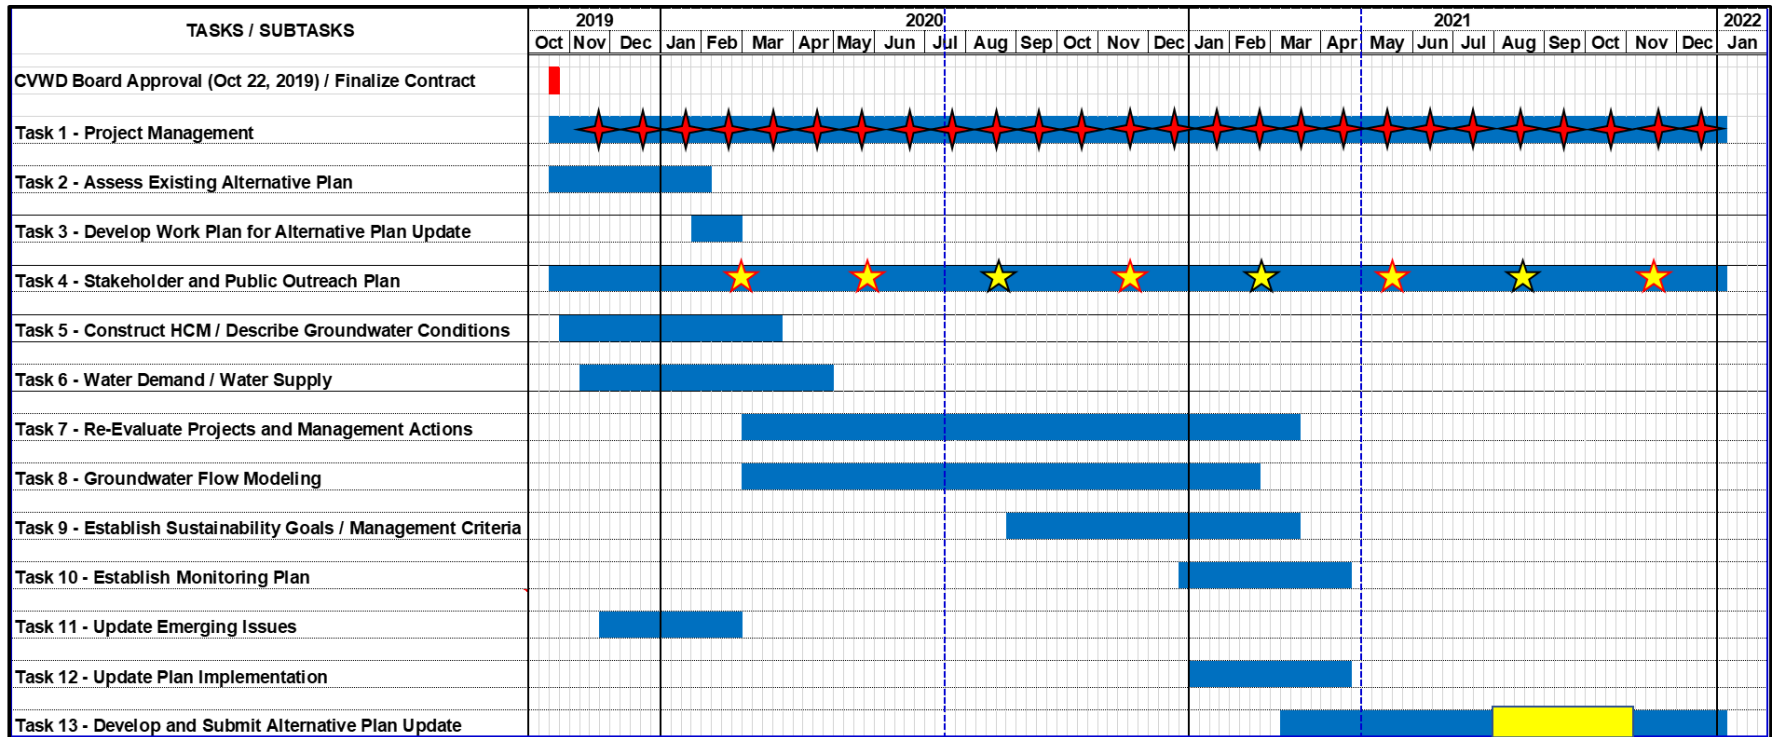 TASKS / SUBTASKS
2019 2020 2021 2022
Oct Nov Dec Jan Feb Mar Apr May Jun Jul Aug Sep Oct Nov Dec Jan Feb Mar Apr May Jun Jul Aug Sep Oct Nov Dec Jan
CVWD Board Approval (Oct 22, 2019) / Finalize Contract
Task 1 - Project Management
Task 2 - Assess Existing Alternative Plan
Task 3 - Develop Work Plan for Alternative Plan Update
Task 4 - Stakeholder and Public Outreach Plan
Task 5 - Construct HCM / Describe Groundwater Conditions
Task 6 - Water Demand / Water Supply
Task 7 - Re-Evaluate Projects and Management Actions
Task 8 - Groundwater Flow Modeling
Task 9 - Establish Sustainability Goals / Management Criteria
Task 10 - Establish Monitoring Plan
Task 11 - Update Emerging Issues
Task 12 - Update Plan Implementation
Task 13 - Develop and Submit Alternative Plan Update